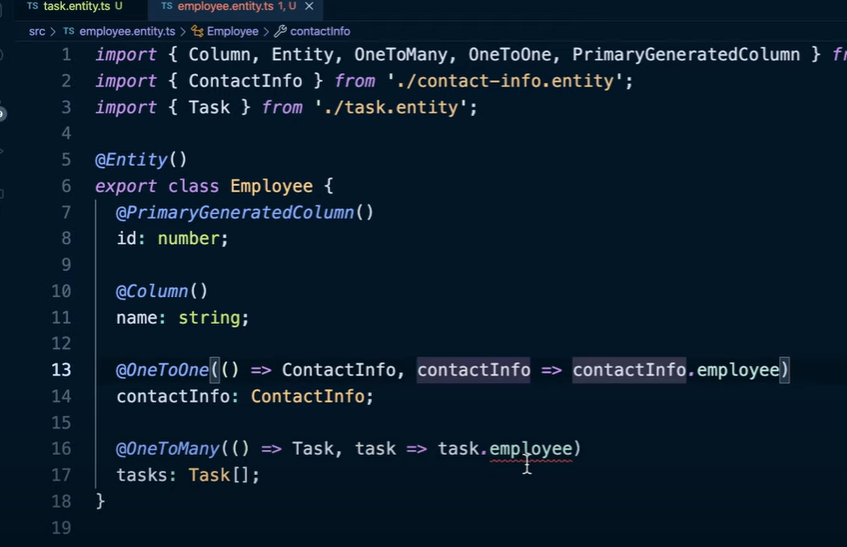 TS task.entity.ts U TS employee.entity.ts 1, U ×
src > TS employee.entity.ts > Employee > contactInfo
1 import { Column, Entity, OneToMany, OneToOne, PrimaryGeneratedColumn }
2 import { ContactInfo } from './contact-info.entity';
3 import { Task } from './task.entity';
4
5 @Entity()
6 export class Employee {
7 @PrimaryGeneratedColumn()
8 id: number;
9
10 @Column()
11 name: string;
12
13 @OneToOne(() => ContactInfo, contactInfo => contactInfo.employee)
14 contactInfo: ContactInfo;
15
16 @OneToMany(() => Task, task => task.employee)
17 tasks: Task[];
18 }
19